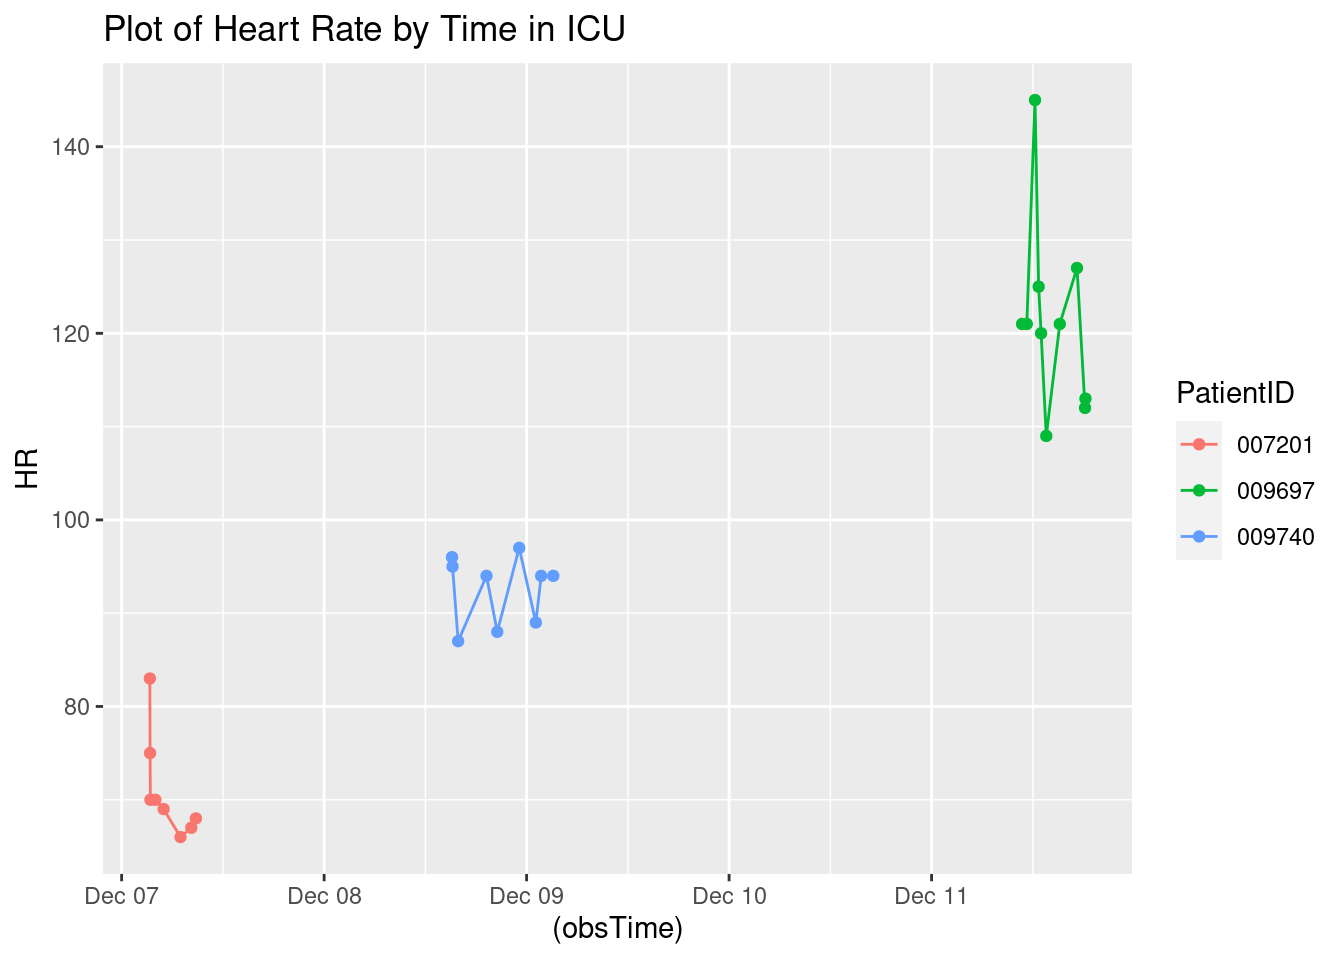 Plot of Heart Rate by Time in ICU
140
120
100
80
HR
Dec 07
Dec 08
Dec 09
Dec 10
Dec 11
(obsTime)
PatientID
007201
009697
009740